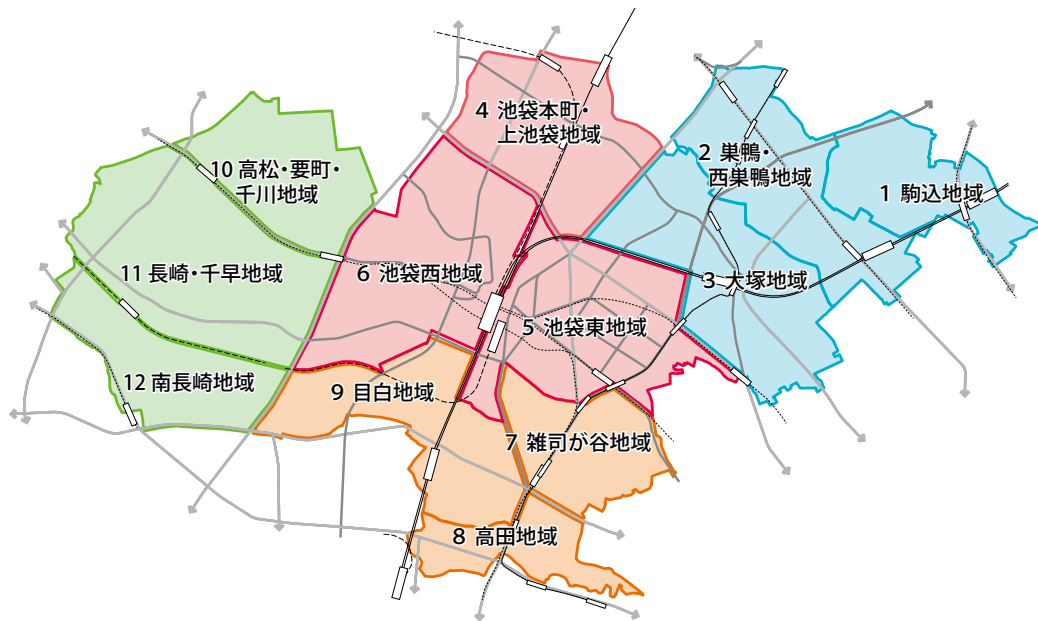 1 駒込地域
2 巣鴨・
西巣鴨地域
3 大塚地域
4 池袋本町・
上池袋地域
5 池袋東地域
6 池袋西地域
7 雑司が谷地域
8 高田地域
9 目白地域
10 高松・要町・
千川地域
11 長崎・千早地域
12 南長崎地域